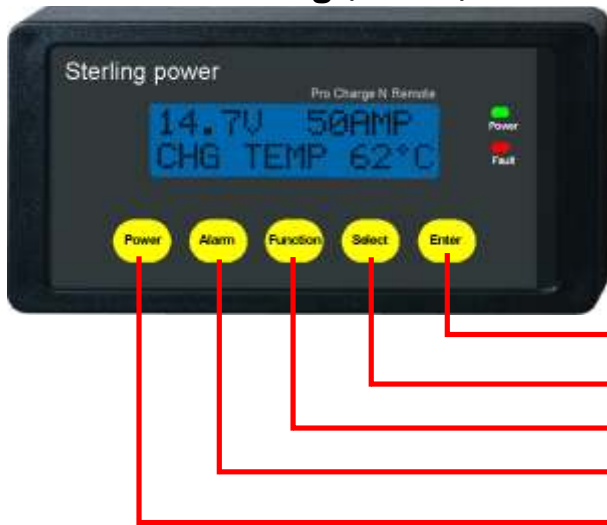 Sterling power
Pro Charge N Remote
14.7V 50AMP
CHG TEMP 62°C
Power
Fault
Power Alarm Function Select Enter